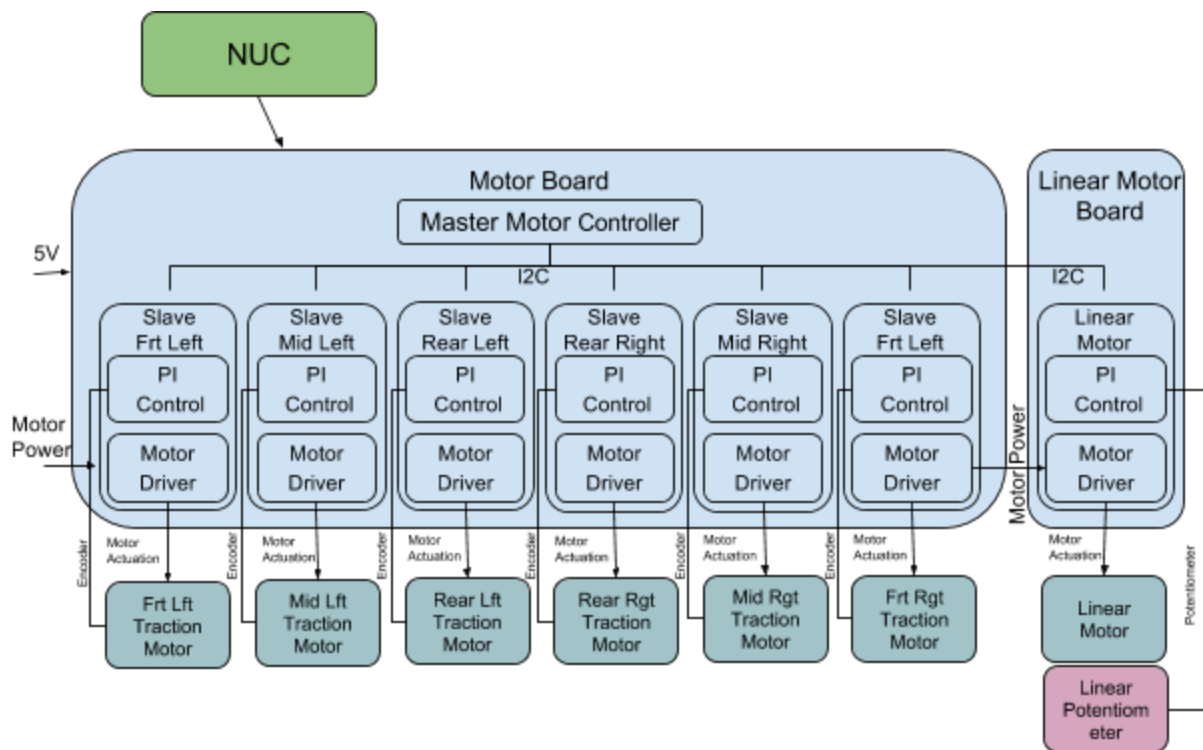 NUC
Motor Board
Linear Motor
Board
Master Motor Controller
5V
I2C
I2C
Slave
Frt Left
Slave
Mid Left
Slave
Rear Left
Slave
Rear Right
Slave
Mid Right
Slave
Frt Left
Linear
Motor
PI
Control
PI
Control
PI
Control
PI
Control
PI
Control
PI
Control
PI
Control
Motor
Power
Motor Power
Motor
Driver
Motor
Driver
Motor
Driver
Motor
Driver
Motor
Driver
Motor
Driver
Motor
Driver
Encoder
Motor
Actuation
Encoder
Motor
Actuation
Encoder
Motor
Actuation
Encoder
Motor
Actuation
Encoder
Motor
Actuation
Encoder
Motor
Actuation
Motor
Actuation
Potentiometer
Frt Lft
Traction
Motor
Mid Lft
Traction
Motor
Rear Lft
Traction
Motor
Rear Rgt
Traction
Motor
Mid Rgt
Traction
Motor
Frt Rgt
Traction
Motor
Linear
Motor
Linear
Potentiom
eter